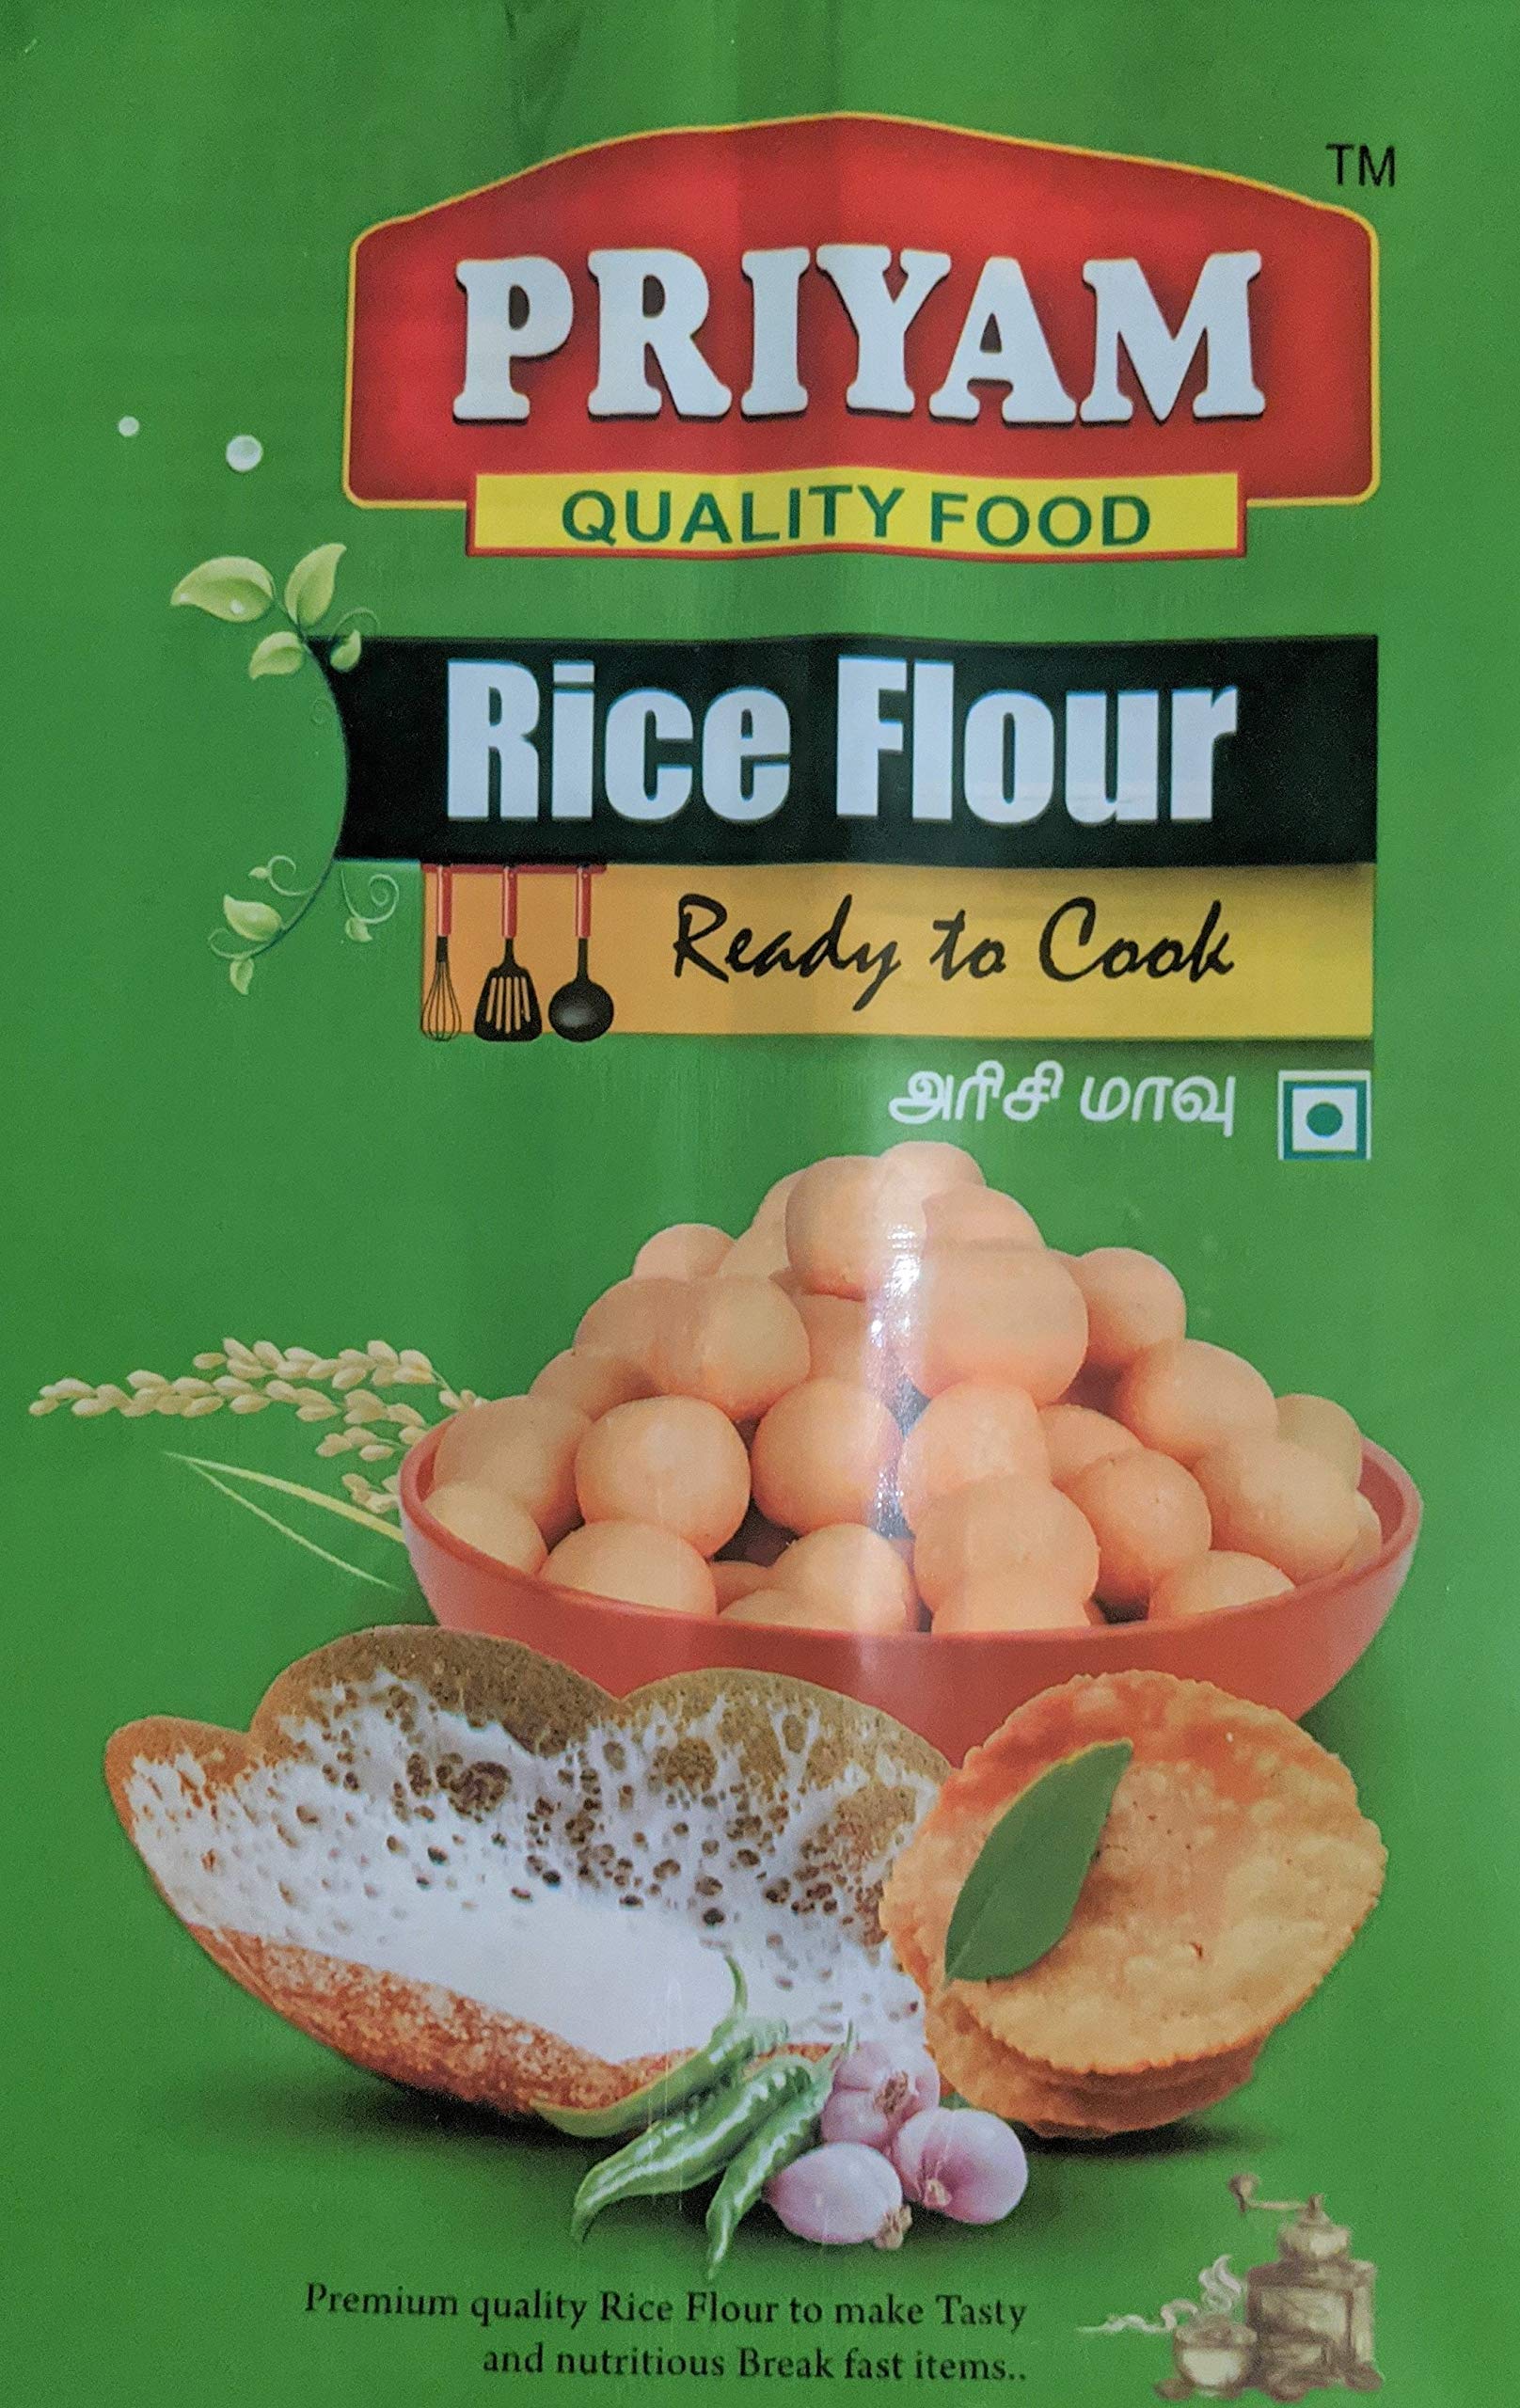 TM
PRIYAM
QUALITY FOOD
Rice Flour
Ready to Cook
அரிசி மாவு
Premium quality Rice Flour to make Tasty
and nutritious Break fast items..